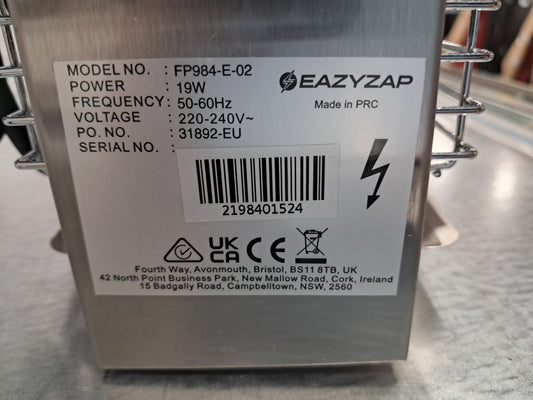 MODEL NO. : FP984-E-02
POWER : 19W
FREQUENCY : 50-60Hz
VOLTAGE : 220-240V~
PO. NO. : 31892-EU
SERIAL NO. :
EAZYZAP
Made in PRC
2198401524
UK
CA
CE
Fourth Way, Avonmouth, Bristol, BS11 8TB, UK
42 North Point Business Park, New Mallow Road, Cork, Ireland
15 Badgally Road, Campbelltown, NSW, 2560